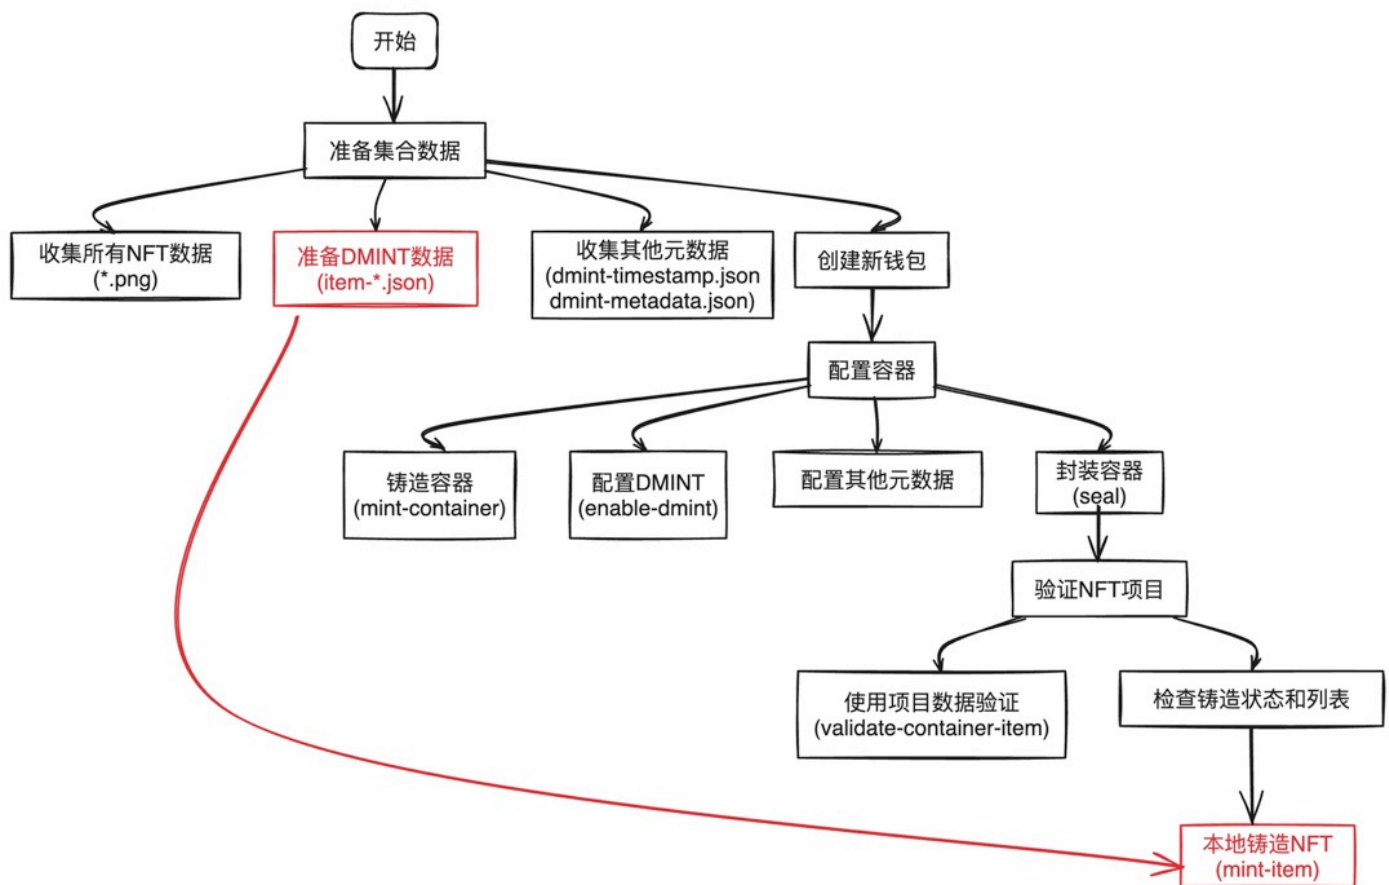 开始
准备集合数据
收集所有NFT数据
(*.png)
准备DMINT数据
(item-*.json)
收集其他元数据
(dmint-timestamp.json
dmint-metadata.json)
创建新钱包
配置容器
铸造容器
(mint-container)
配置DMINT
(enable-dmint)
配置其他元数据
封装容器
(seal)
验证NFT项目
使用项目数据验证
(validate-container-item)
检查铸造状态和列表
本地铸造NFT
(mint-item)